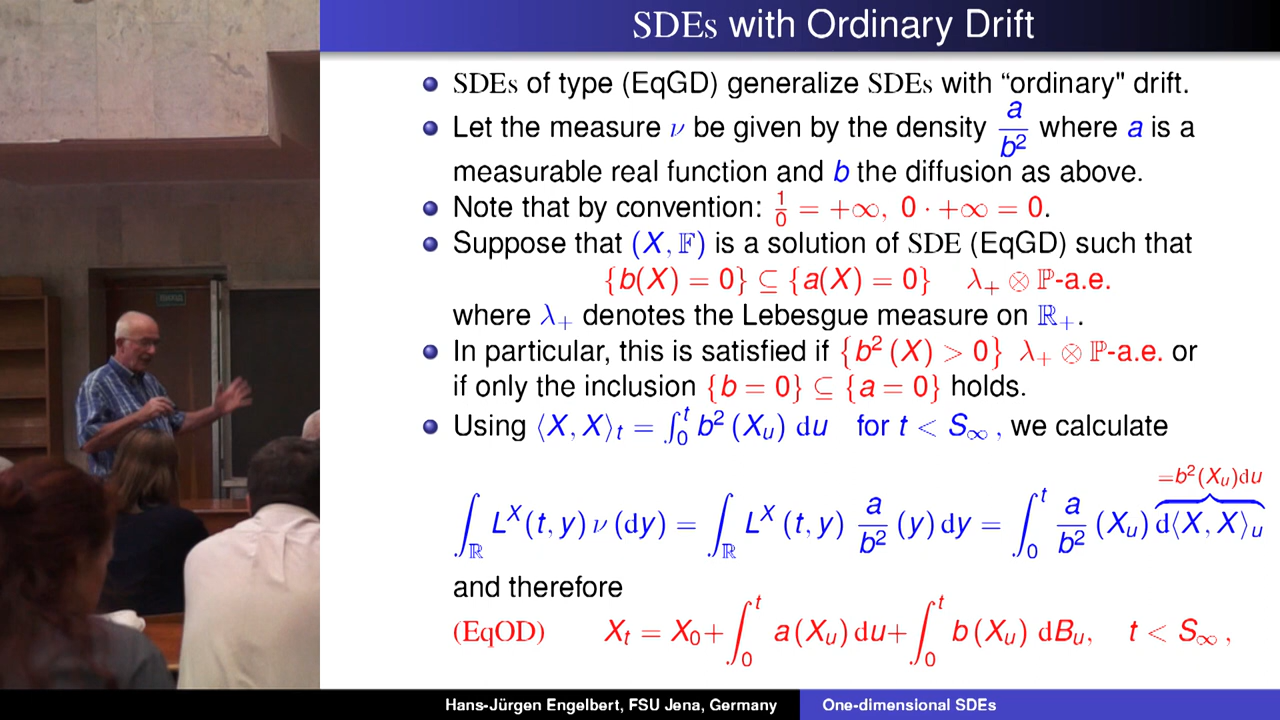 SDEs with Ordinary Drift
SDEs of type (EqGD) generalize SDEs with “ordinary" drift.
Let the measure ν be given by the density a/b² where a is a
measurable real function and b the diffusion as above.
Note that by convention: 1/0 = +∞, 0 · +∞ = 0.
Suppose that (X, 𝔽) is a solution of SDE (EqGD) such that
{b(X) = 0} ⊆ {a(X) = 0} λ₊ ⊗ ℙ-a.e.
where λ₊ denotes the Lebesgue measure on ℝ₊.
In particular, this is satisfied if {b² (X) > 0} λ₊ ⊗ ℙ-a.e. or
if only the inclusion {b = 0} ⊆ {a = 0} holds.
Using ⟨X, X⟩ₜ = ∫₀ᵗ b² (Xᵤ) du for t < S∞ , we calculate
=b²(Xᵤ)du
∫_ℝ Lˣ(t, y) ν (dy) = ∫_ℝ Lˣ (t, y) a/b² (y) dy = ∫₀ᵗ a/b² (Xᵤ) d⟨X, X⟩ᵤ
and therefore
(EqOD) Xₜ = X₀+ ∫₀ᵗ a (Xᵤ) du+ ∫₀ᵗ b (Xᵤ) dBᵤ, t < S∞ ,
Hans-Jürgen Engelbert, FSU Jena, Germany
One-dimensional SDEs